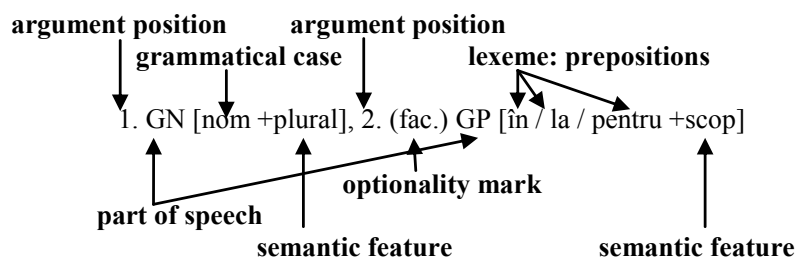 argument position argument position
grammatical case lexeme: prepositions
1. GN [nom +plural], 2. (fac.) GP [în / la / pentru +scop]
optionality mark
part of speech
semantic feature semantic feature